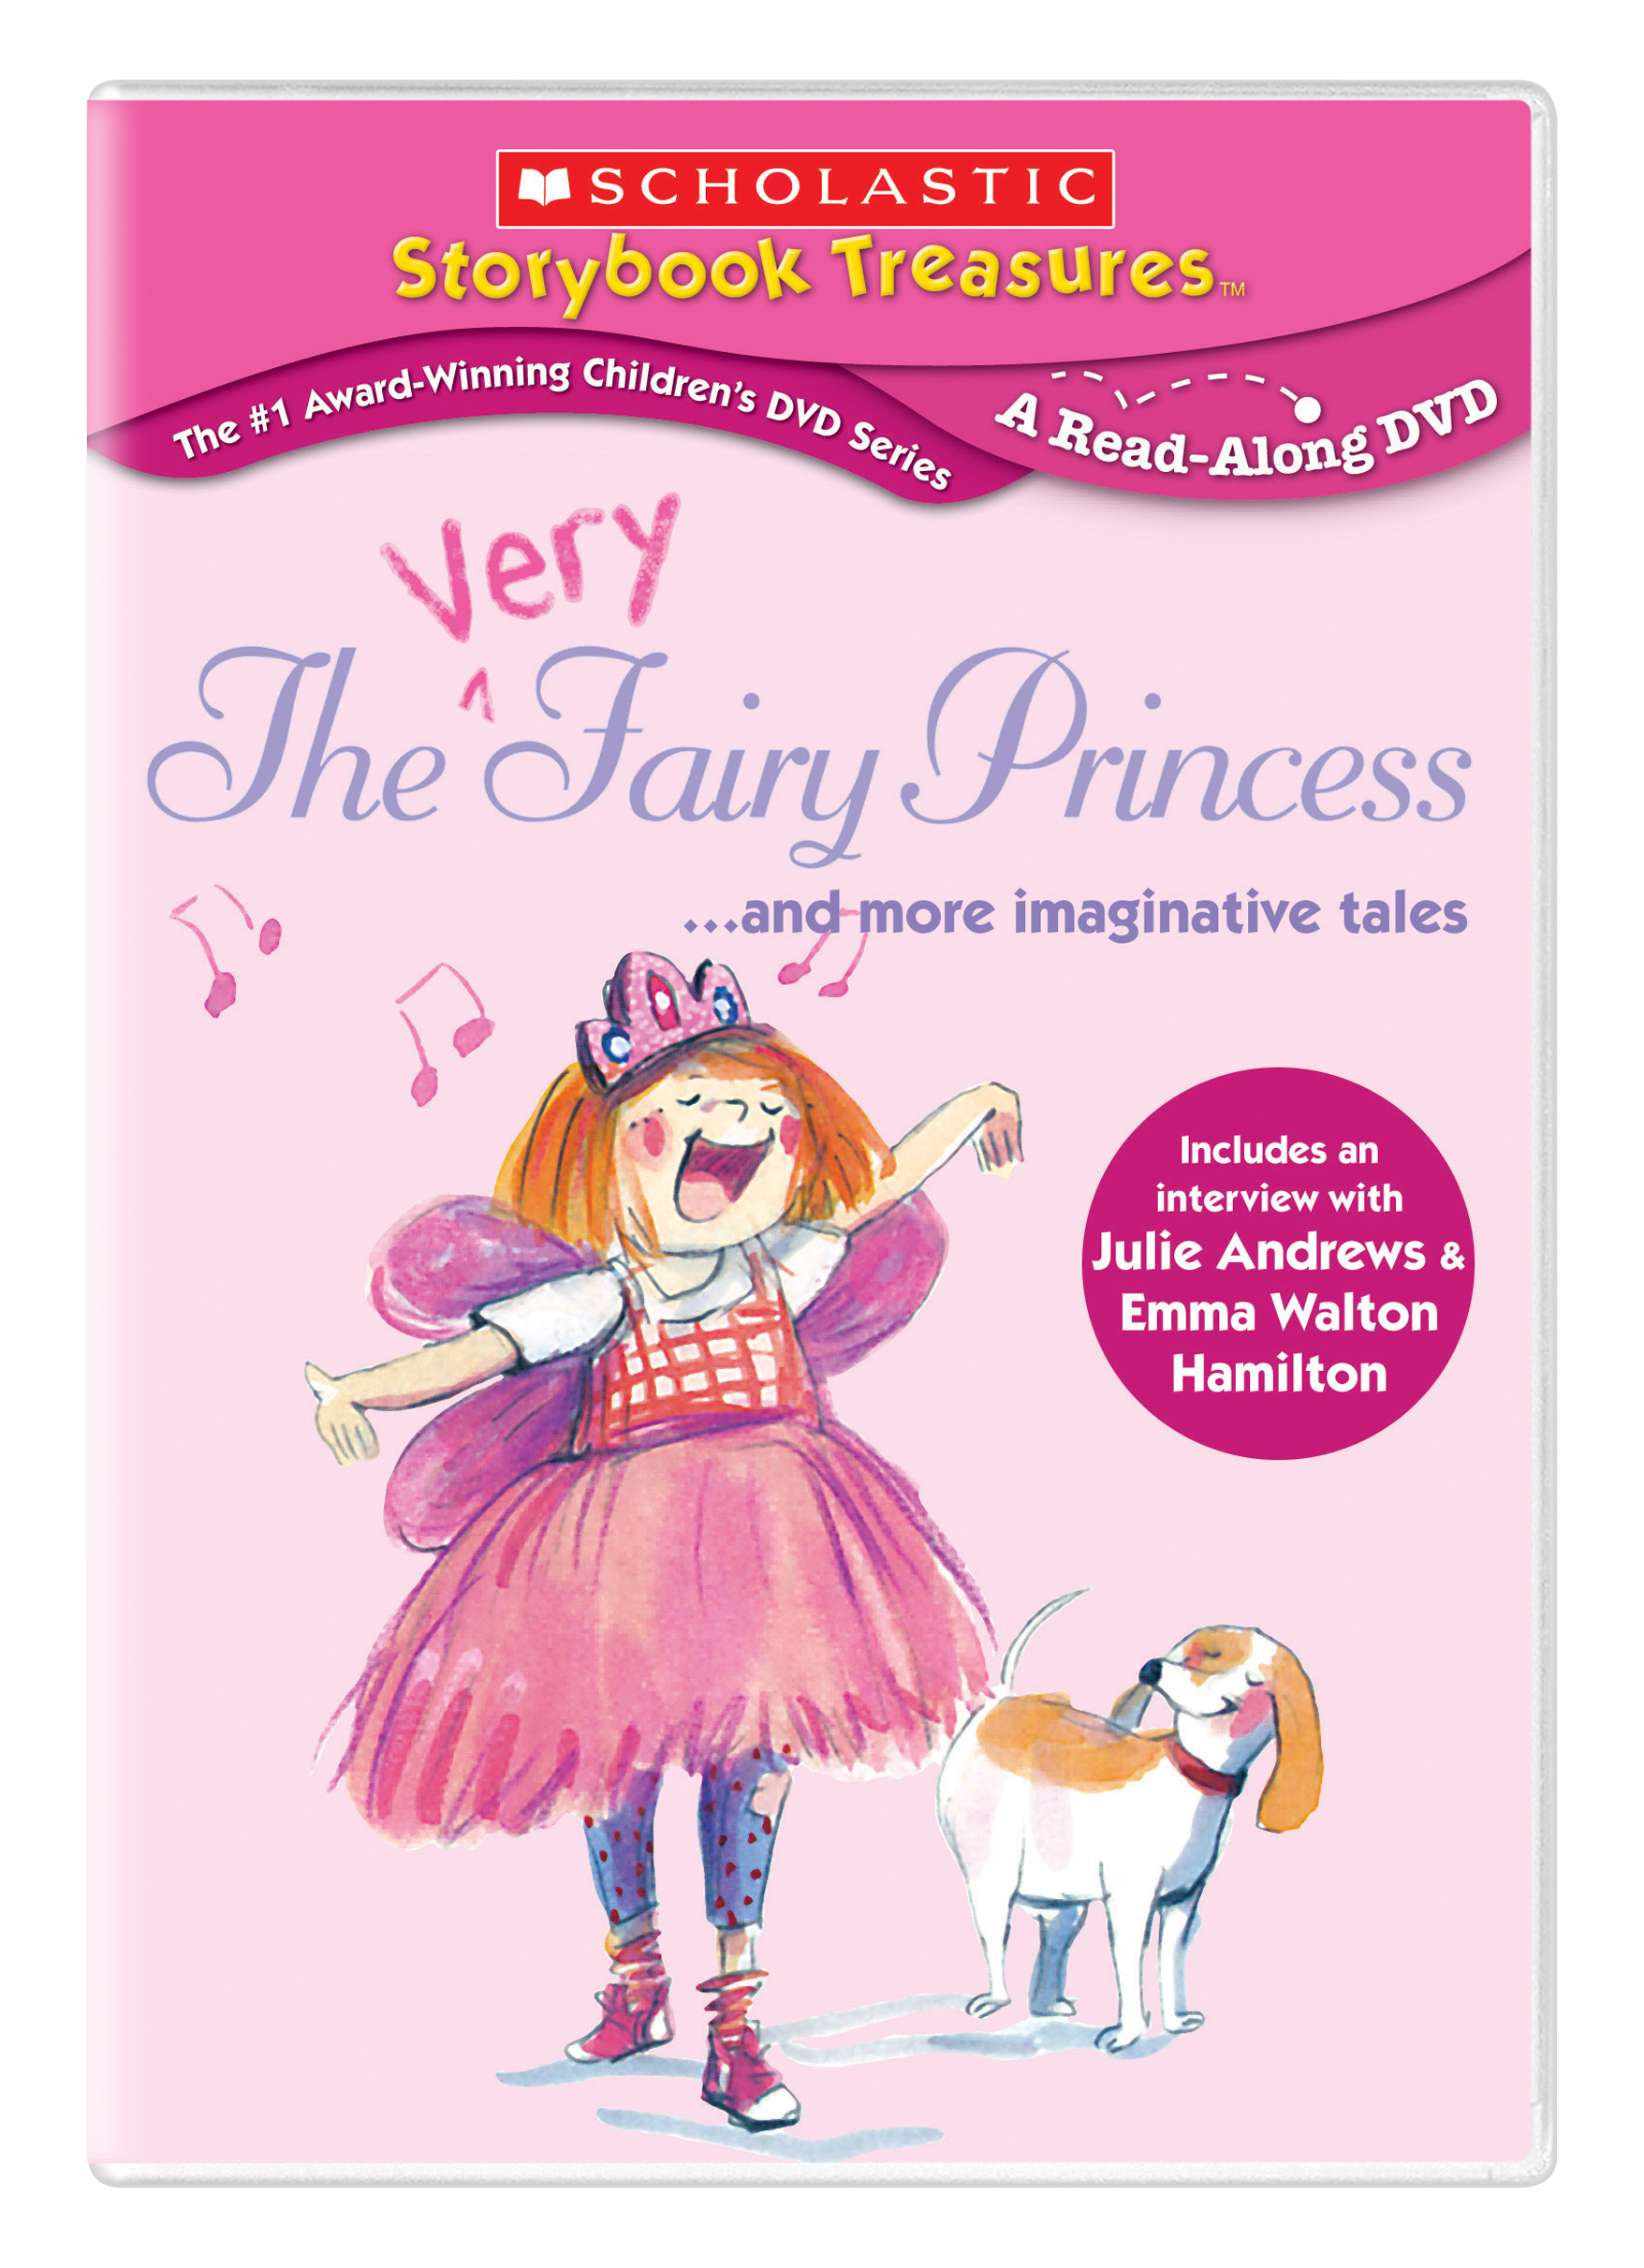 SCHOLASTIC
Storybook Treasures™
The #1 Award-Winning Children's DVD Series
A Read-Along DVD
Very
The ^ Fairy Princess
...and more imaginative tales
Includes an
interview with
Julie Andrews &
Emma Walton
Hamilton